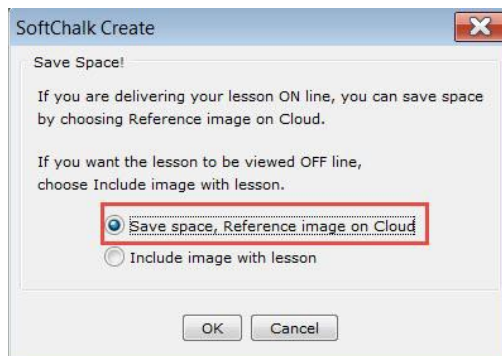 SoftChalk Create
Save Space!
If you are delivering your lesson ON line, you can save space
by choosing Reference image on Cloud.
If you want the lesson to be viewed OFF line,
choose Include image with lesson.
Save space, Reference image on Cloud
Include image with lesson
OK Cancel